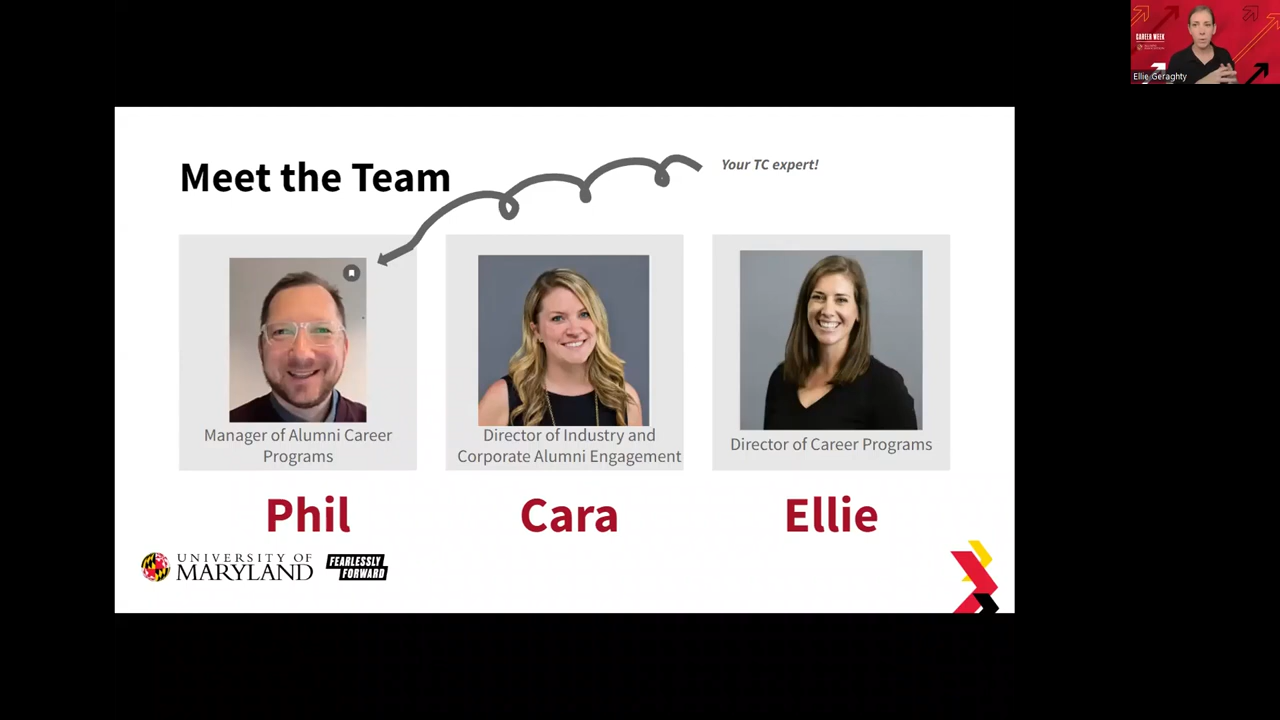 CAREER WEEK
Ellie Geraghty
Meet the Team
Your TC expert!
Manager of Alumni Career
Programs
Director of Industry and
Corporate Alumni Engagement
Director of Career Programs
Phil
Cara
Ellie
UNIVERSITY OF
MARYLAND
FEARLESSLY
FORWARD